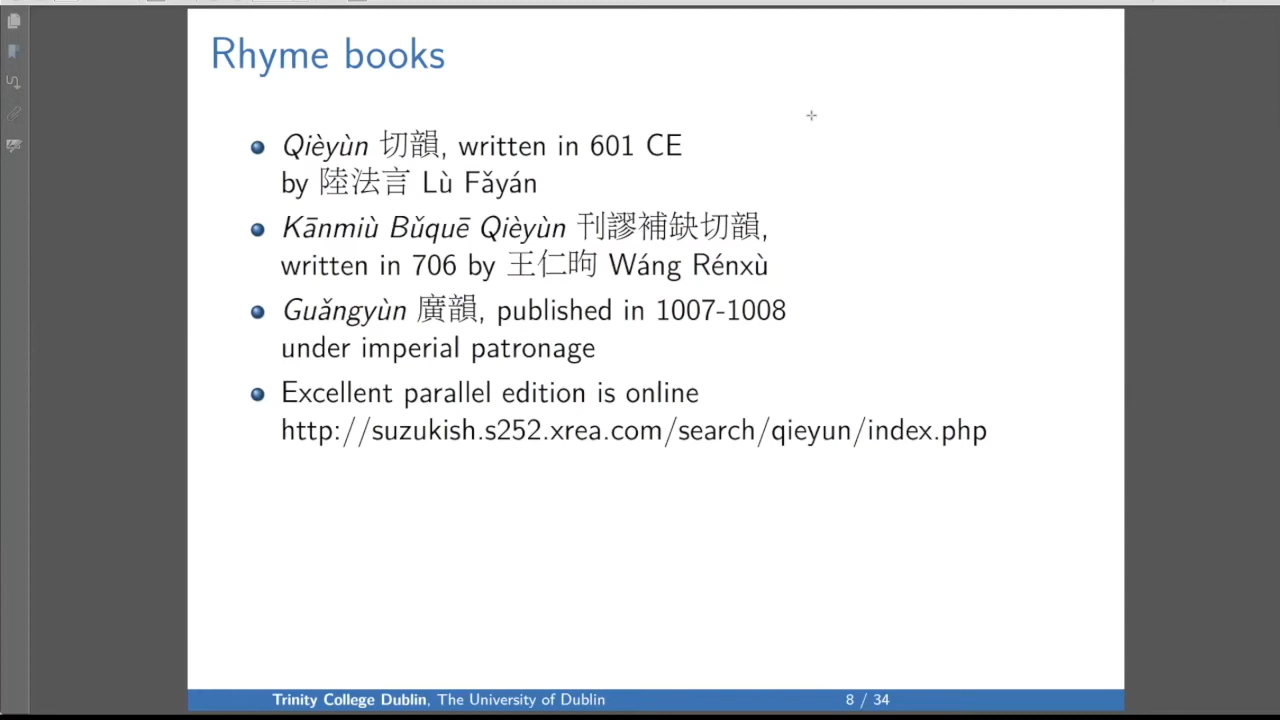 Rhyme books
Qièyùn 切韻, written in 601 CE
by 陸法言 Lù Fǎyán
Kānmiù Bǔquē Qièyùn 刊謬補缺切韻,
written in 706 by 王仁昫 Wáng Rénxù
Guǎngyùn 廣韻, published in 1007-1008
under imperial patronage
Excellent parallel edition is online
http://suzukish.s252.xrea.com/search/qieyun/index.php
Trinity College Dublin, The University of Dublin
8 / 34